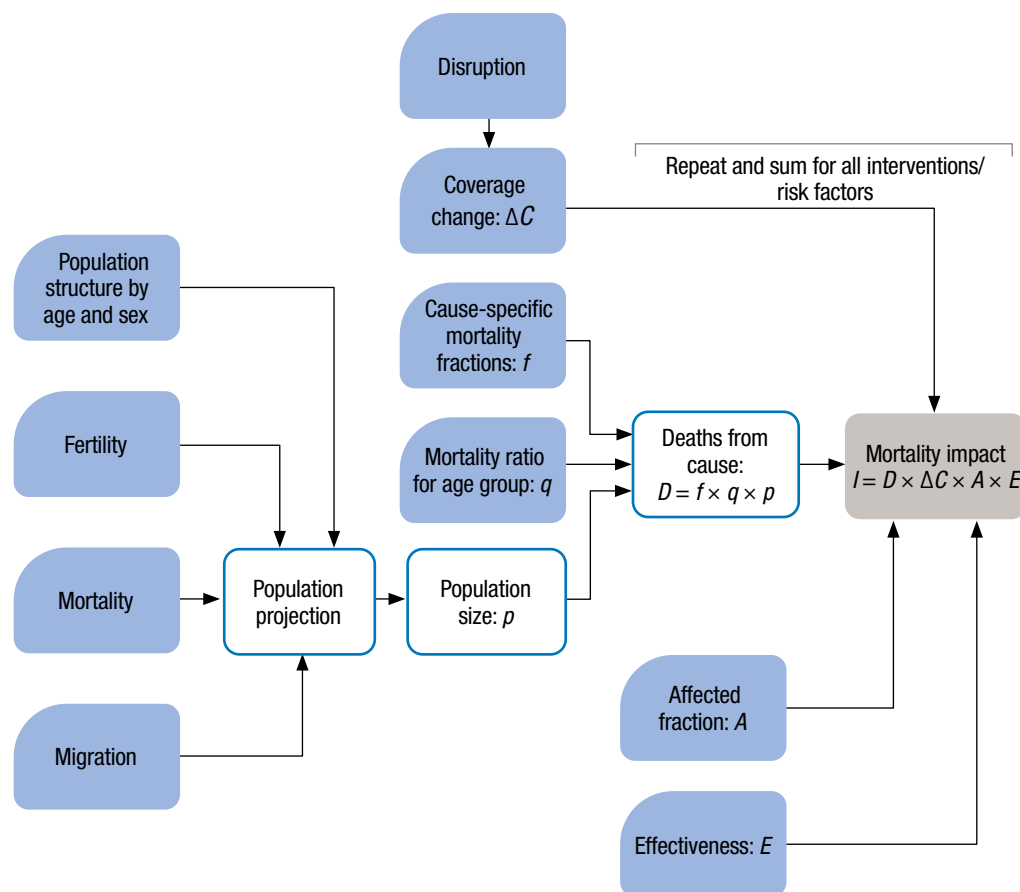 Disruption
Coverage
change: ΔC
Repeat and sum for all interventions/
risk factors
Population
structure by
age and sex
Cause-specific
mortality
fractions: f
Fertility
Mortality ratio
for age group: q
Deaths from
cause:
D = f × q × p
Mortality impact
I = D × ΔC × A × E
Mortality
Population
projection
Population
size: p
Migration
Affected
fraction: A
Effectiveness: E